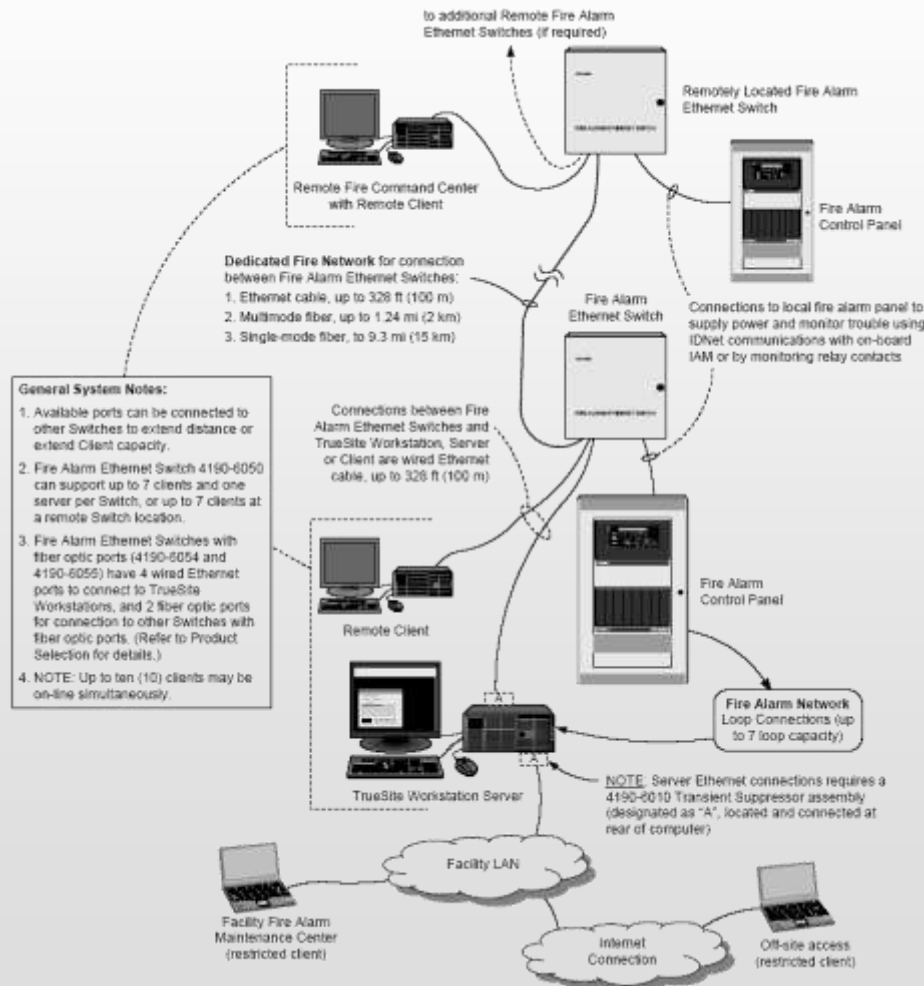 to additional Remote Fire Alarm
Ethernet Switches (if required)
Remotely Located Fire Alarm
Ethernet Switch
Remote Fire Command Center
with Remote Client
Fire Alarm
Control Panel
Dedicated Fire Network for connection
between Fire Alarm Ethernet Switches:
1. Ethernet cable, up to 328 ft (100 m)
2. Multimode fiber, up to 1.24 mi (2 km)
3. Single-mode fiber, to 9.3 mi (15 km)
Fire Alarm
Ethernet Switch
Connections to local fire alarm panel to
supply power and monitor trouble using
IDNet communications with on-board
IAM or by monitoring relay contacts
General System Notes:
1. Available ports can be connected to
other Switches to extend distance or
extend Client capacity.
2. Fire Alarm Ethernet Switch 4190-6050
can support up to 7 clients and one
server per Switch, or up to 7 clients at
a remote Switch location.
3. Fire Alarm Ethernet Switches with
fiber optic ports (4190-6054 and
4190-6055) have 4 wired Ethernet
ports to connect to TrueSite
Workstations, and 2 fiber optic ports
for connection to other Switches with
fiber optic ports. (Refer to Product
Selection for details.)
4. NOTE: Up to ten (10) clients may be
on-line simultaneously.
Connections between Fire
Alarm Ethernet Switches and
TrueSite Workstation, Server
or Client are wired Ethernet
cable, up to 328 ft (100 m)
Fire Alarm
Control Panel
Remote Client
A
Fire Alarm Network
Loop Connections (up
to 7 loop capacity)
A
TrueSite Workstation Server
NOTE: Server Ethernet connections requires a
4190-6010 Transient Suppressor assembly
(designated as "A", located and connected at
rear of computer)
Facility LAN
Facility Fire Alarm
Maintenance Center
(restricted client)
Internet
Connection
Off-site access
(restricted client)